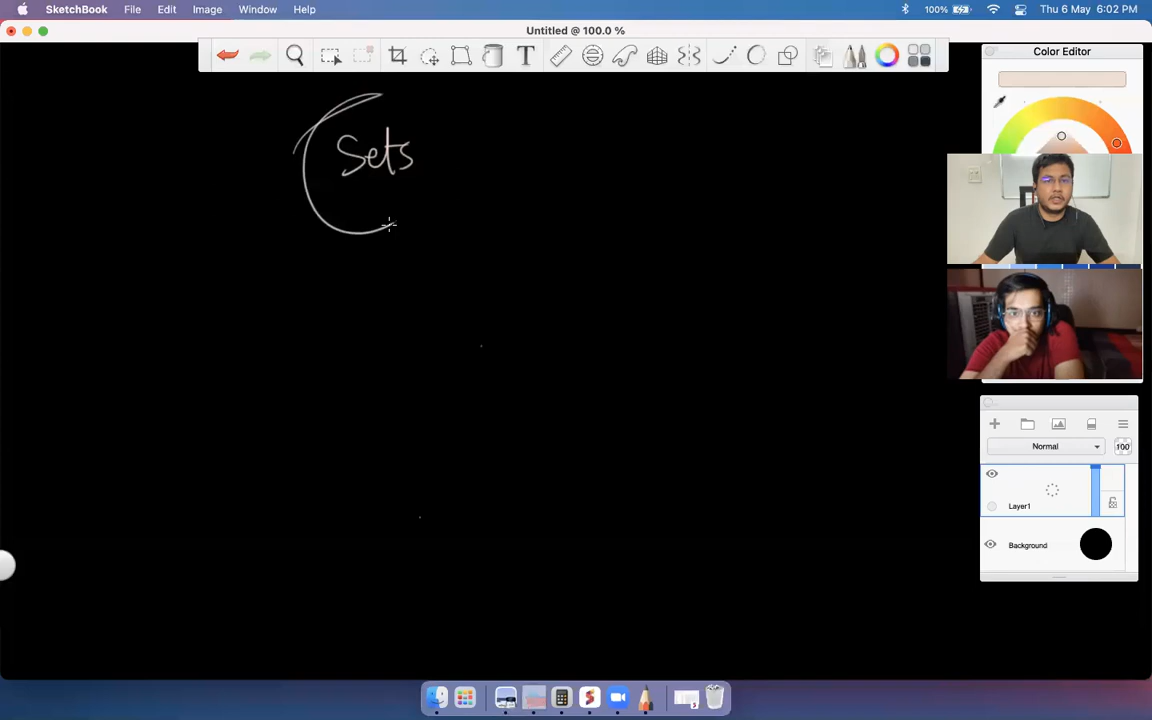 SketchBook File Edit Image Window Help 100% Thu 6 May 6:02 PM
Untitled @ 100.0 %
T
Color Editor
Sets
Normal 100
Layer1
Background